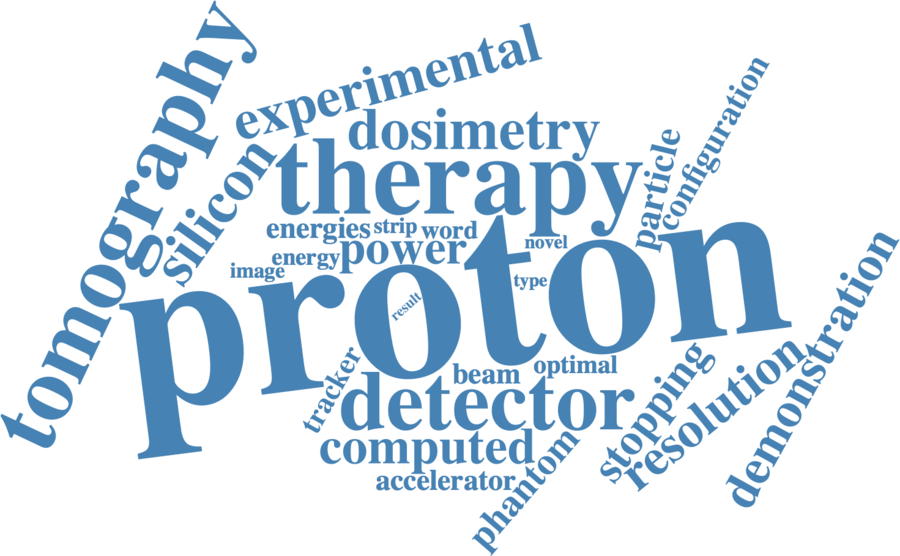 tomography
experimental
silicon
dosimetry
therapy
particle
configuration
energies
strip
word
novel
energy
power
image
type
proton
result
tracker
beam
optimal
detector
stopping
resolution
demonstration
computed
accelerator
phantom